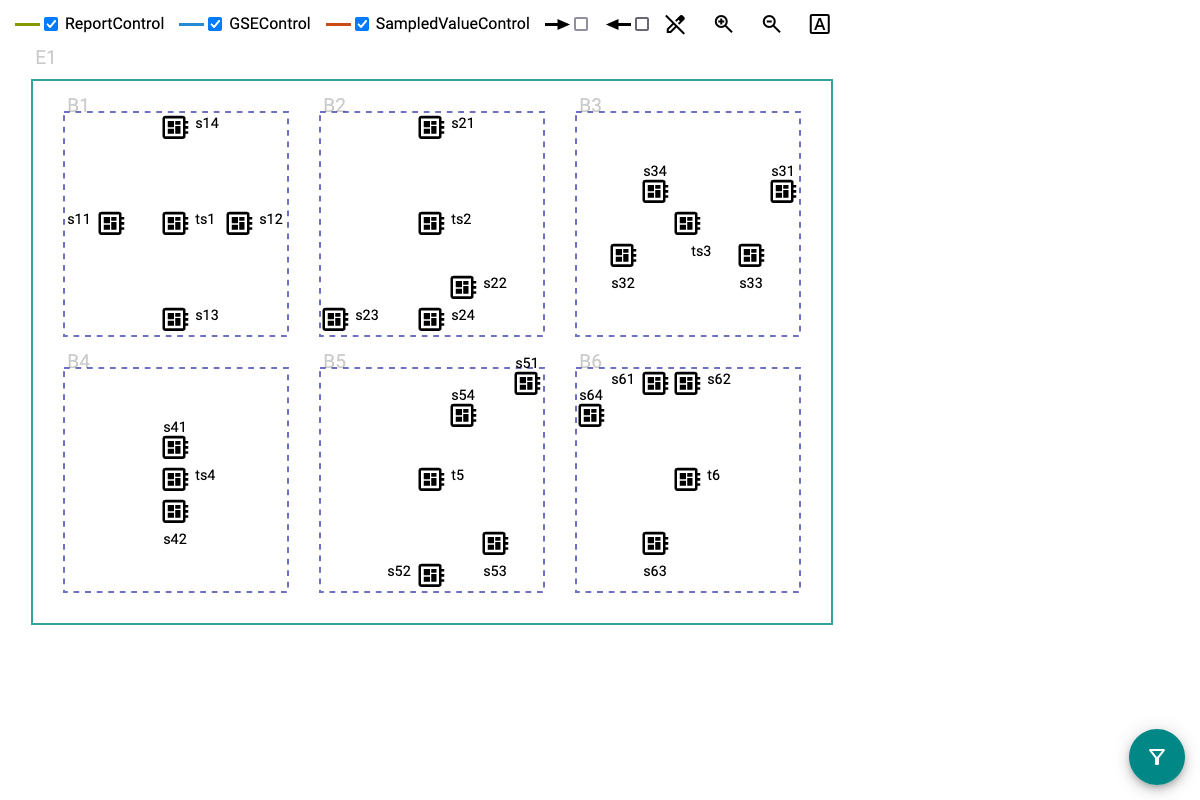 ReportControl GSEControl SampledValueControl A
E1
B1 B2 B3
s14 s21
s34 s31
s11 ts1 s12 ts2
ts3
s32 s33
s22
s13 s23 s24
B4 B5 B6
s51
s61 s62
s54 s64
s41
ts4 t5 t6
s42
s52 s53 s63